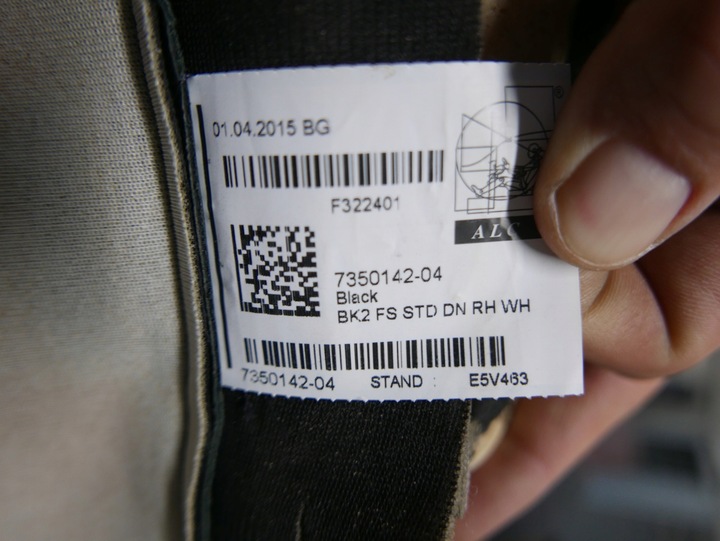 01.04.2015 BG
F322401
ALC
7350142-04
Black
BK2 FS STD DN RH WH
7350142-04 STAND : E5V463